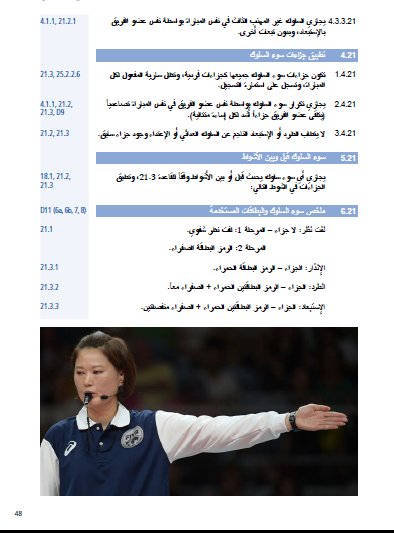 4.3.3.21 يجازى السلوك غير المهذب الثالث في نفس المباراة بواسطة نفس عضو الفريق
4.1.1, 21.2.1
بالإستبعاد، وبدون تبعات أخرى.
4.21 تطبيق جزاءات سوء السلوك
1.4.21 تكون جزاءات سوء السلوك جميعها كجزاءات فردية، وتظل سارية المفعول لكل
21.3, 25.2.2.6
المباراة، وتسجل على استمارة التسجيل.
2.4.21 يجازى تكرار سوء السلوك بواسطة نفس عضو الفريق في نفس المباراة تصاعدياً
4.1.1, 21.2,
21.3, D9
(يتلقى عضو الفريق جزاءاً أشد لكل إساءة متتالية).
3.4.21 لا يتطلب الطرد أو الإستبعاد الناجم عن السلوك العدائي أو الإعتداء وجود جزاء سابق.
21.2, 21.3
5.21 سوء السلوك قبل وبين الأشواط
يجازى أي سوء سلوك يحدث قبل أو بين الأشواط وفقاً للقاعدة 3-21، وتطبق
18.1, 21.2,
21.3
الجزاءات في الشوط التالي:
6.21 ملخص سوء السلوك والبطاقات المستخدمة
D11 (6a, 6b, 7, 8)
لفت نظر: لا جزاء – المرحلة 1: لفت نظر شفوي.
21.1
المرحلة 2: الرمز البطاقة الصفراء.
الإنذار: الجزاء – الرمز البطاقة الحمراء.
21.3.1
الطرد: الجزاء – الرمز البطاقتين الحمراء + الصفراء معاً.
21.3.2
الإستبعاد: الجزاء – الرمز البطاقتين الحمراء + الصفراء منفصلتين.
21.3.3
48